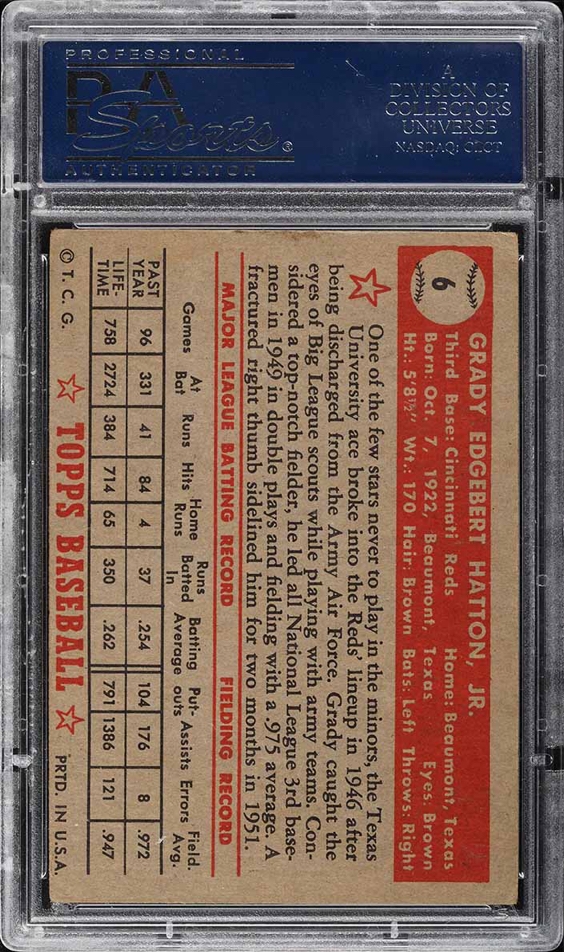 PROFESSIONAL
PSA
Sports®
AUTHENTICATOR
A
DIVISION OF
COLLECTORS
UNIVERSE
NASDAQ: CLCT
6
GRADY EDGEBERT HATTON, JR.
Third Base: Cincinnati Reds Home: Beaumont, Texas
Born: Oct. 7, 1922, Beaumont, Texas Eyes: Brown
Ht.: 5'8½" Wt.: 170 Hair: Brown Bats: Left Throws: Right
One of the few stars never to play in the minors, the Texas
University ace broke into the Reds' lineup in 1946 after
being discharged from the Army Air Force. Grady caught the
eyes of Big League scouts while playing with army teams. Con-
sidered a top-notch fielder, he led all National League 3rd base-
men in 1949 in double plays and fielding with a .975 average. A
fractured right thumb sidelined him for two months in 1951.
MAJOR LEAGUE BATTING RECORD FIELDING RECORD
Games At Bat Runs Hits Home Runs Runs Batted In Batting Average Put-outs Assists Errors Field. Avg.
PAST YEAR 96 331 41 84 4 37 .254 104 176 8 .972
LIFE-TIME 758 2724 384 714 65 350 .262 791 1386 121 .947
© T. C. G. TOPPS BASEBALL PRTD. IN U.S.A.